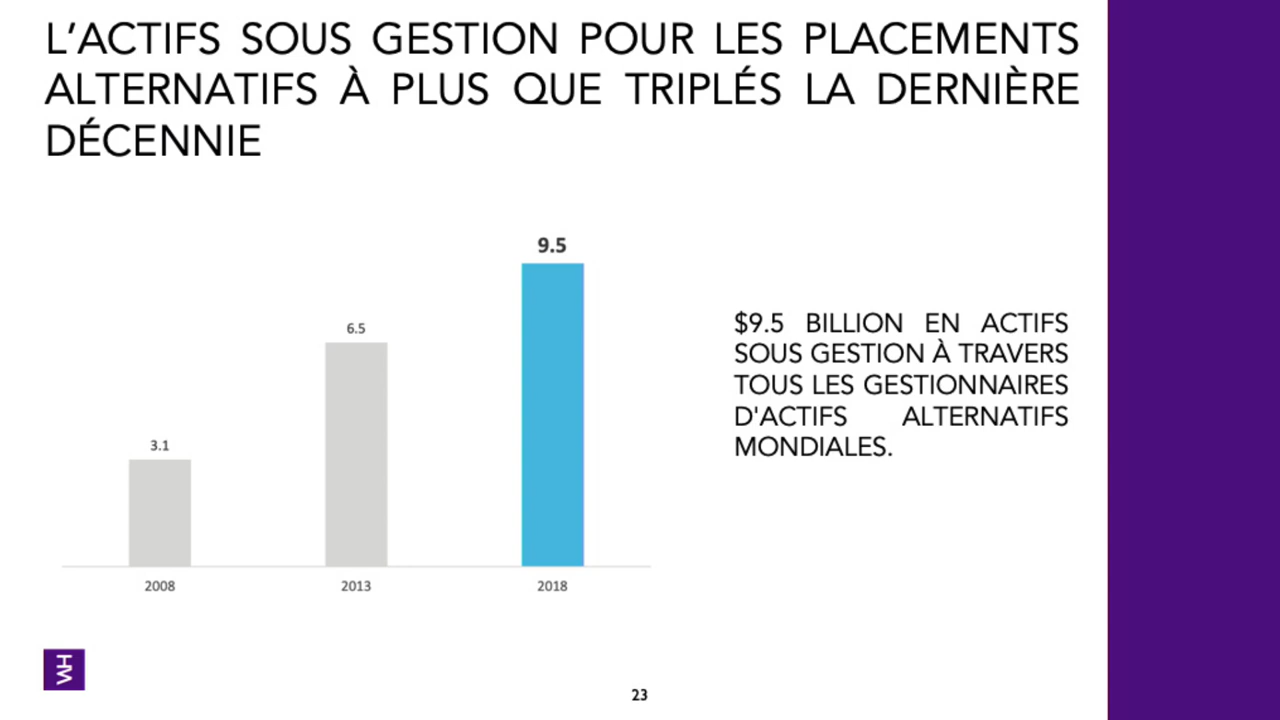 L’ACTIFS SOUS GESTION POUR LES PLACEMENTS
ALTERNATIFS À PLUS QUE TRIPLÉS LA DERNIÈRE
DÉCENNIE
9.5
6.5
3.1
2008
2013
2018
$9.5 BILLION EN ACTIFS
SOUS GESTION À TRAVERS
TOUS LES GESTIONNAIRES
D'ACTIFS ALTERNATIFS
MONDIALES.
WH
23